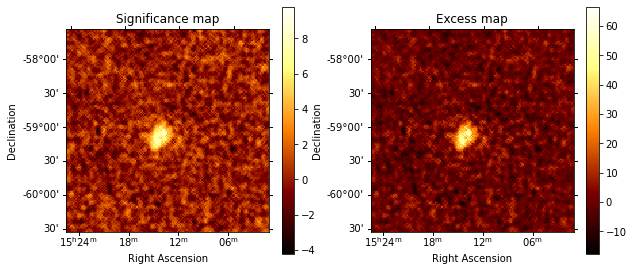 Significance map
Excess map
Declination
-58°00'
30'
-59°00'
30'
-60°00'
30'
15ʰ24ᵐ
18ᵐ
12ᵐ
06ᵐ
Right Ascension
8
6
4
2
0
−2
−4
Declination
-58°00'
30'
-59°00'
30'
-60°00'
30'
15ʰ24ᵐ
18ᵐ
12ᵐ
06ᵐ
Right Ascension
60
50
40
30
20
10
0
−10